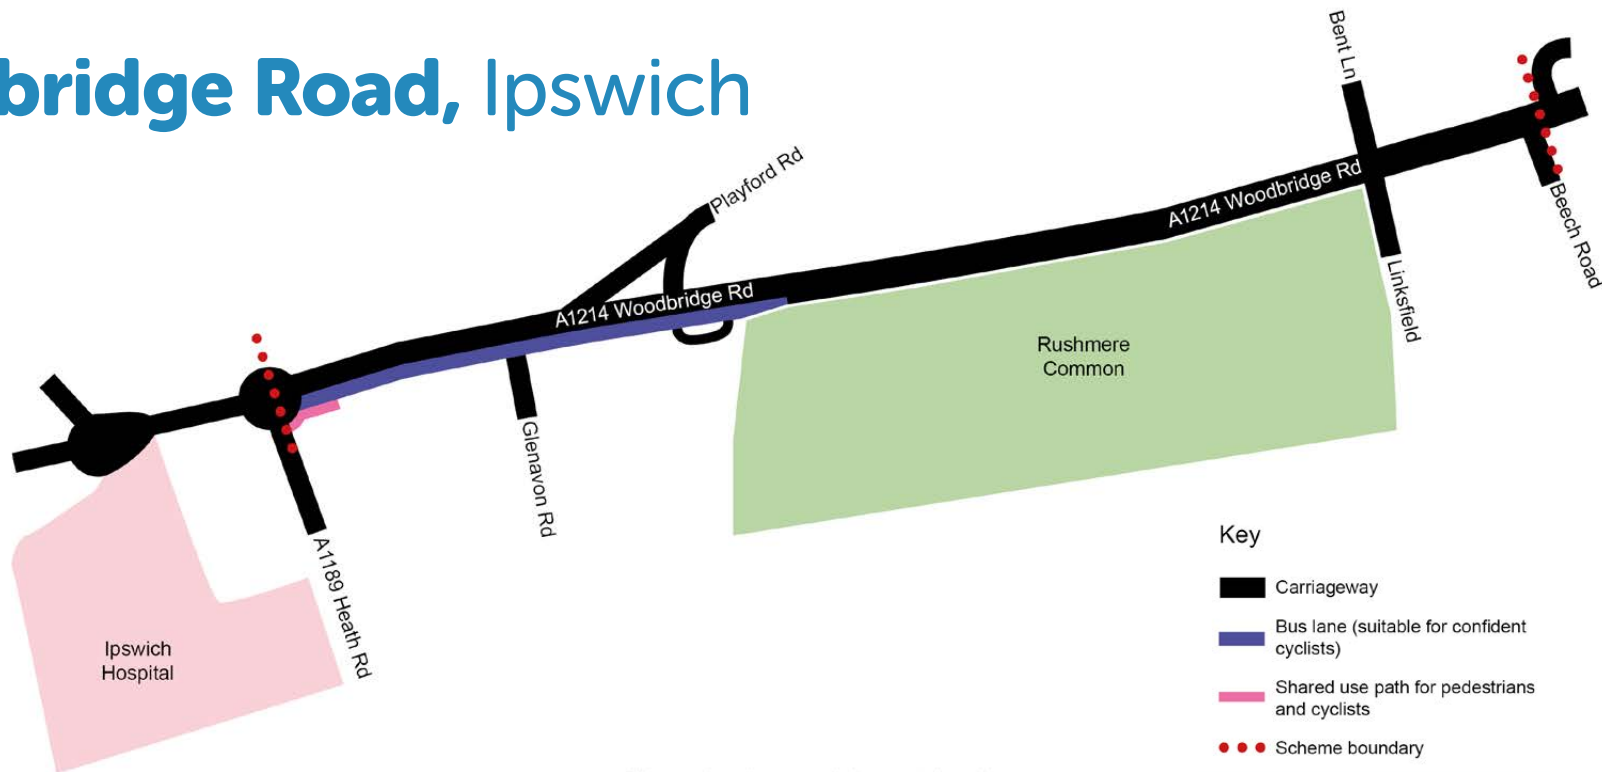 bridge Road, Ipswich
Bent Ln
Playford Rd
A1214 Woodbridge Rd
Beech Road
A1214 Woodbridge Rd
Linksfield
Rushmere
Common
Glenavon Rd
A1189 Heath Rd
Ipswich
Hospital
Key
Carriageway
Bus lane (suitable for confident
cyclists)
Shared use path for pedestrians
and cyclists
Scheme boundary